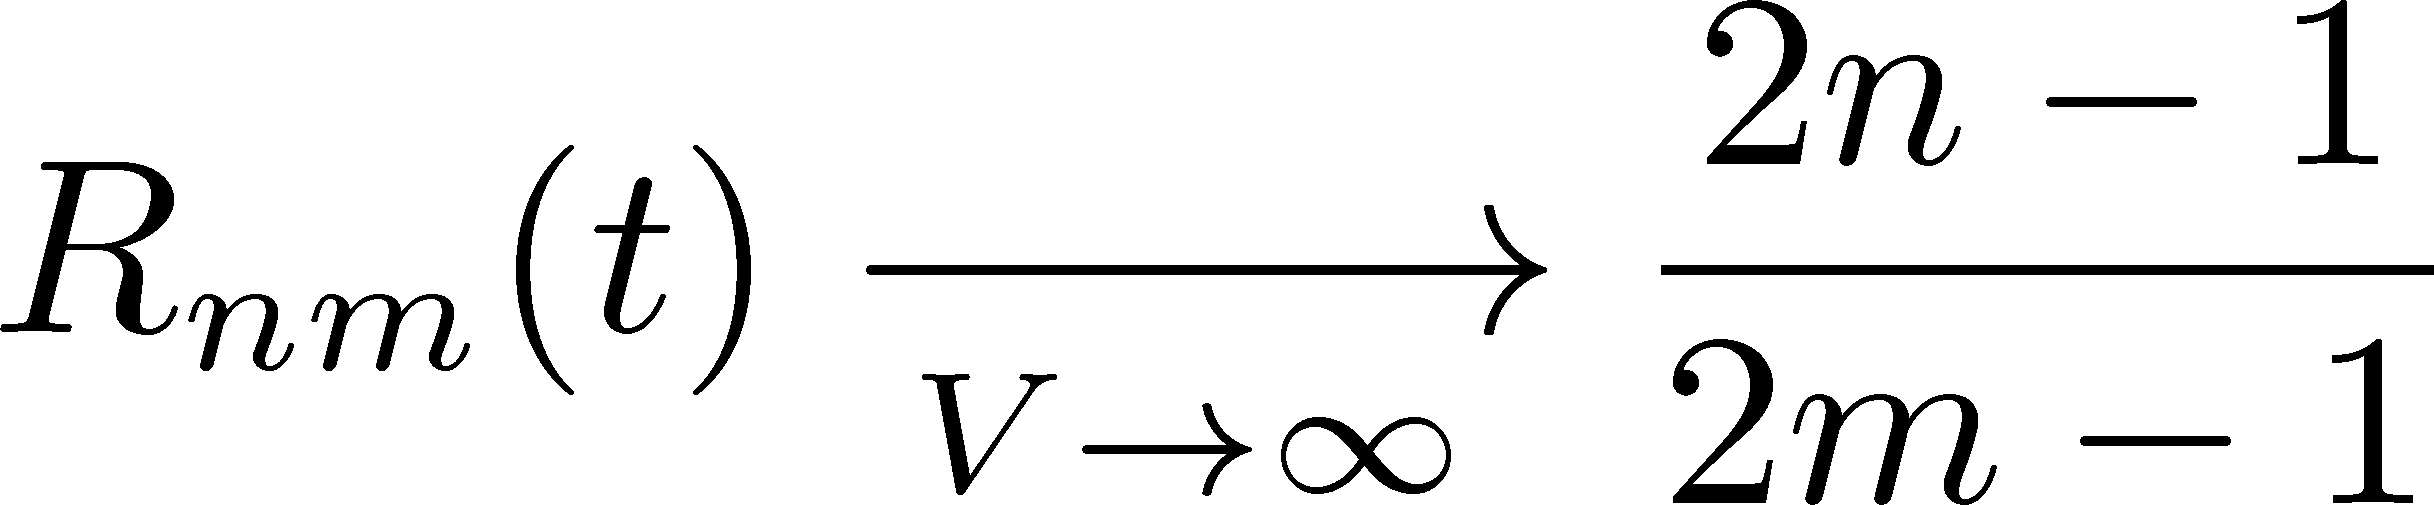 R_{nm}(t) \xrightarrow[V \to \infty]{} \frac{2n-1}{2m-1}